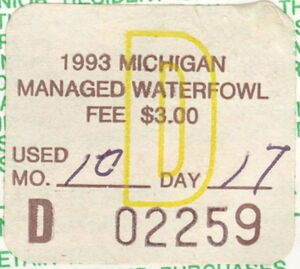 1993 MICHIGAN
MANAGED WATERFOWL
FEE $3.00
USED
MO. 10 DAY 17
D 02259
D